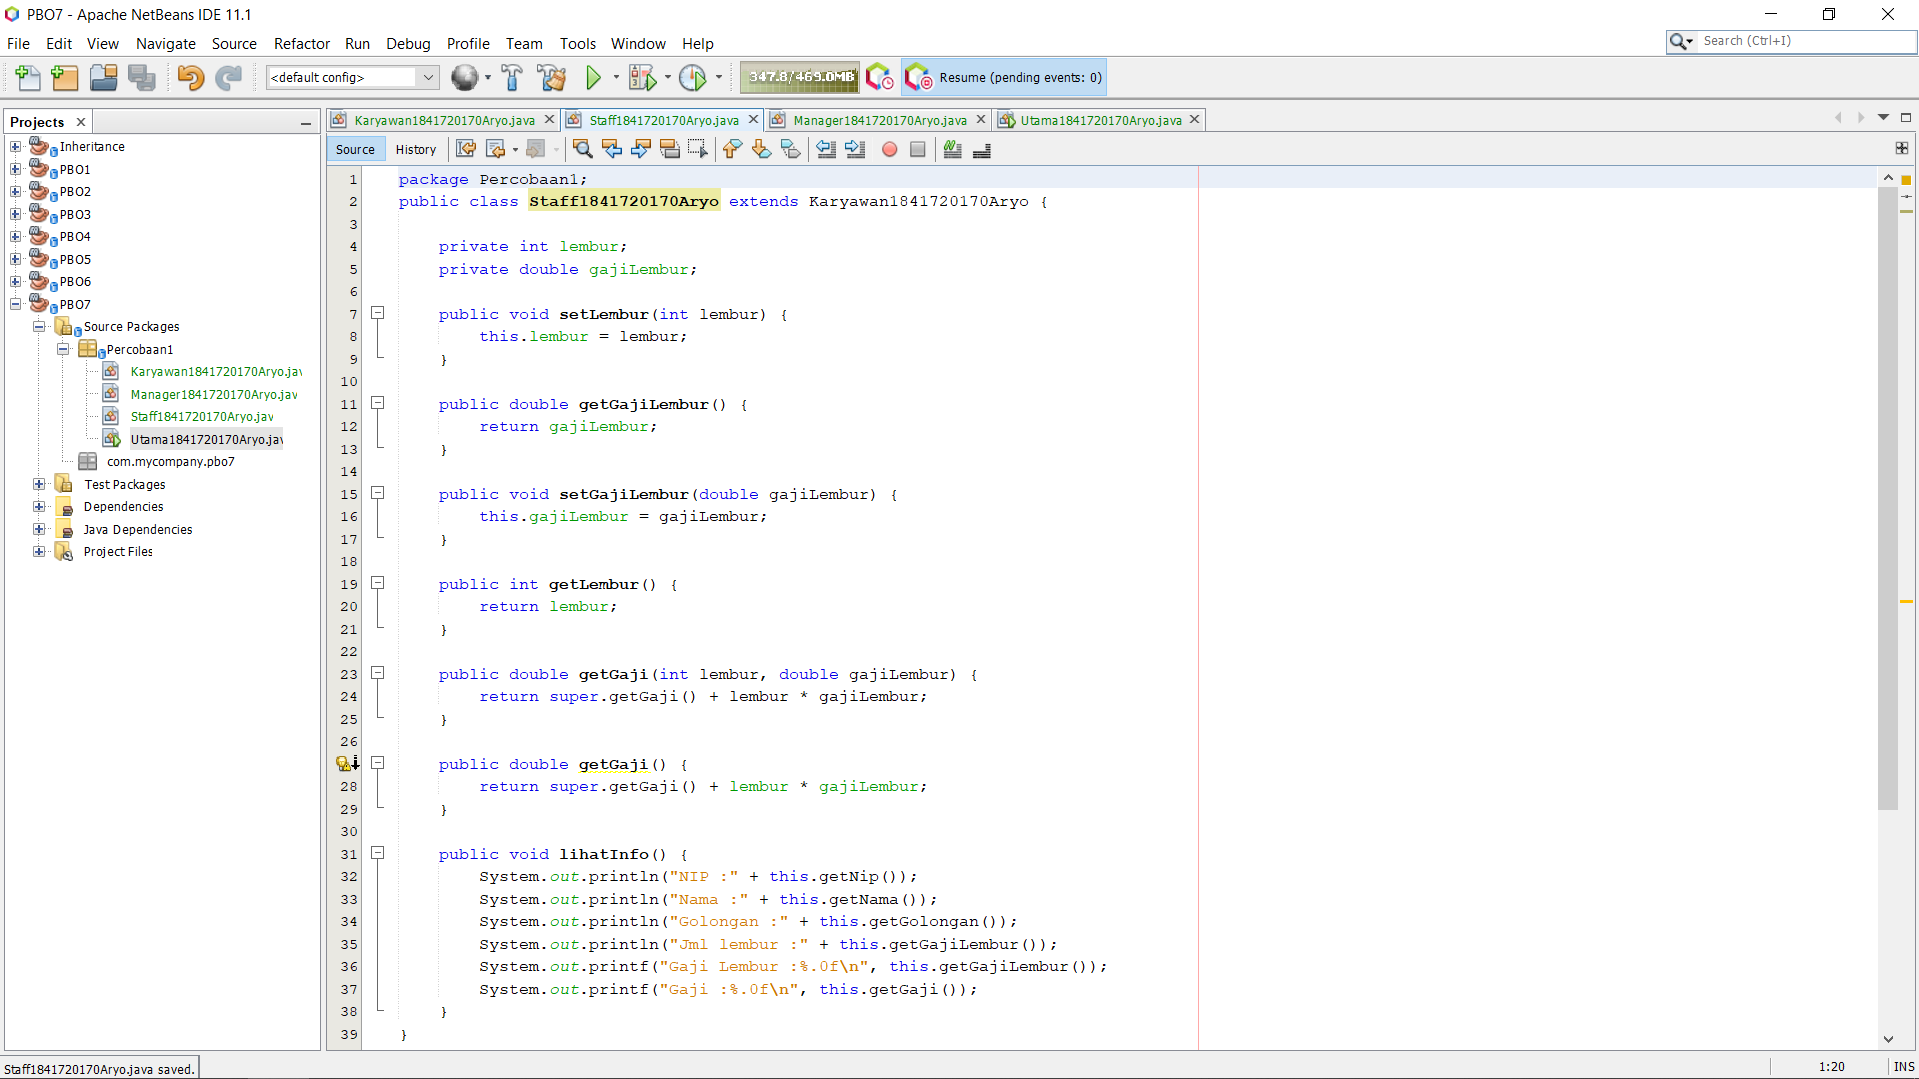 PBO7 - Apache NetBeans IDE 11.1
File Edit View Navigate Source Refactor Run Debug Profile Team Tools Window Help
Search (Ctrl+I)
<default config>
347.8/469.0MB
Resume (pending events: 0)
Projects
Karyawan1841720170Aryo.java
Staff1841720170Aryo.java
Manager1841720170Aryo.java
Utama1841720170Aryo.java
Source History
Inheritance
PBO1
PBO2
PBO3
PBO4
PBO5
PBO6
PBO7
Source Packages
Percobaan1
Karyawan1841720170Aryo.jav
Manager1841720170Aryo.jav
Staff1841720170Aryo.jav
Utama1841720170Aryo.jav
com.mycompany.pbo7
Test Packages
Dependencies
Java Dependencies
Project Files
1 package Percobaan1;
2 public class Staff1841720170Aryo extends Karyawan1841720170Aryo {
3
4 private int lembur;
5 private double gajiLembur;
6
7 public void setLembur(int lembur) {
8 this.lembur = lembur;
9 }
10
11 public double getGajiLembur() {
12 return gajiLembur;
13 }
14
15 public void setGajiLembur(double gajiLembur) {
16 this.gajiLembur = gajiLembur;
17 }
18
19 public int getLembur() {
20 return lembur;
21 }
22
23 public double getGaji(int lembur, double gajiLembur) {
24 return super.getGaji() + lembur * gajiLembur;
25 }
26
public double getGaji() {
28 return super.getGaji() + lembur * gajiLembur;
29 }
30
31 public void lihatInfo() {
32 System.out.println("NIP :" + this.getNip());
33 System.out.println("Nama :" + this.getNama());
34 System.out.println("Golongan :" + this.getGolongan());
35 System.out.println("Jml lembur :" + this.getGajiLembur());
36 System.out.printf("Gaji Lembur :%.0f\n", this.getGajiLembur());
37 System.out.printf("Gaji :%.0f\n", this.getGaji());
38 }
39 }
Staff1841720170Aryo.java saved.
1:20 INS